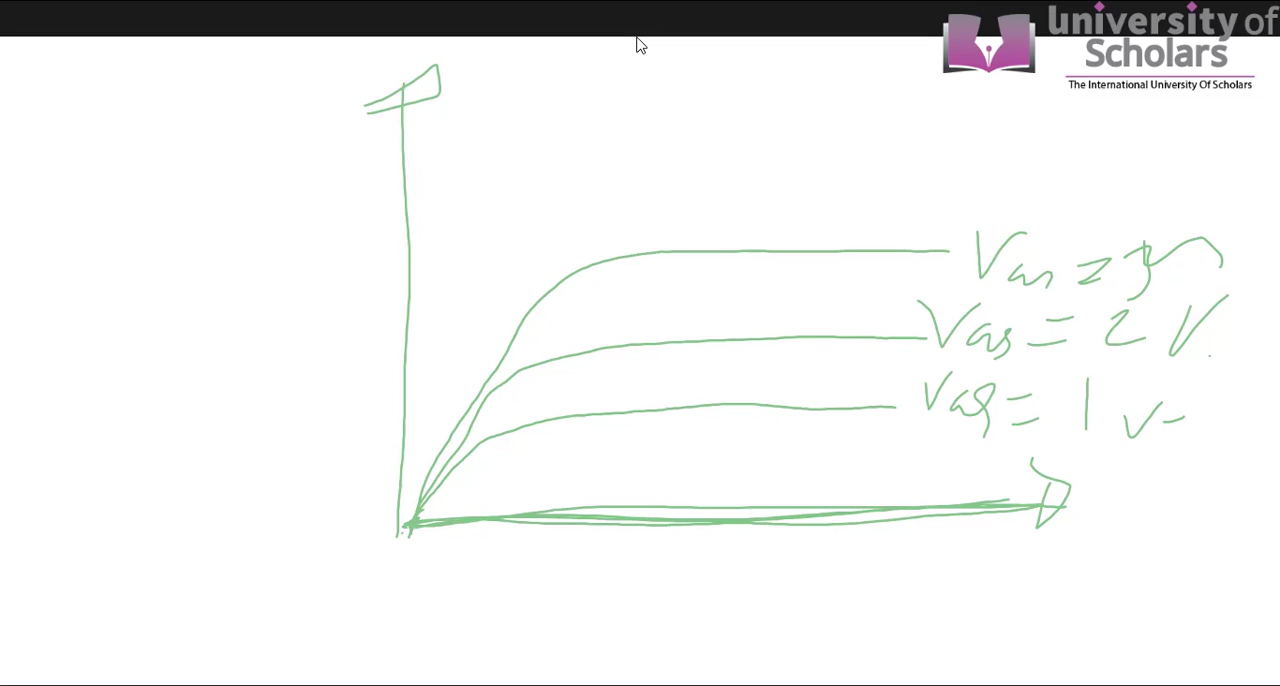 University of
Scholars
The International University Of Scholars
VGS = 2 V.
VGS = 1 V